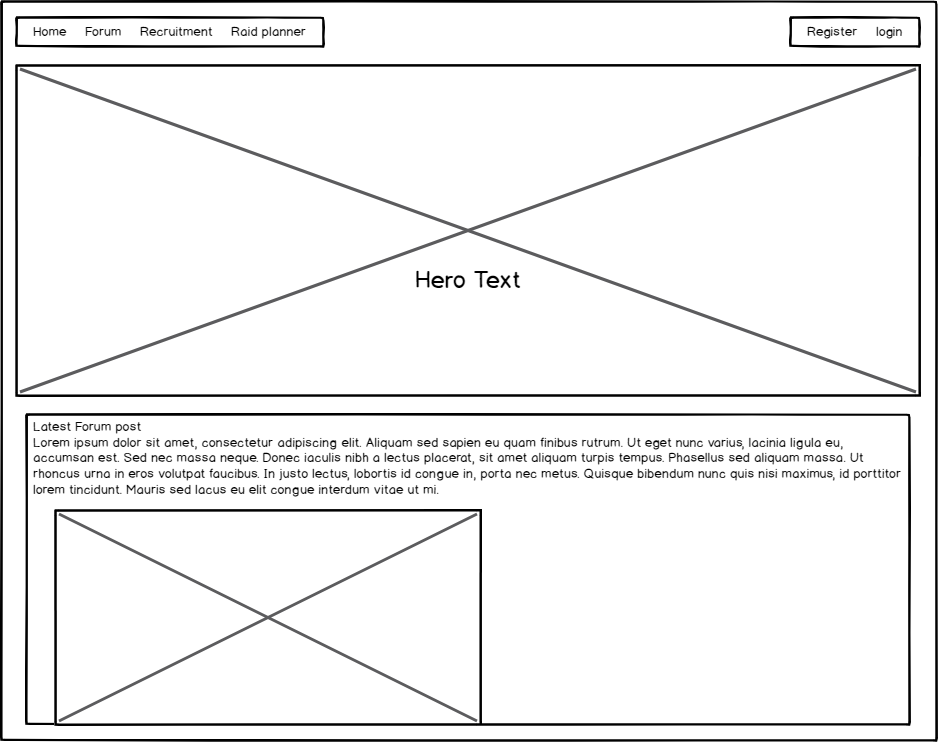 Home Forum Recruitment Raid planner
Register login
Hero Text
Latest Forum post
Lorem ipsum dolor sit amet, consectetur adipiscing elit. Aliquam sed sapien eu quam finibus rutrum. Ut eget nunc varius, lacinia ligula eu,
accumsan est. Sed nec massa neque. Donec iaculis nibh a lectus placerat, sit amet aliquam turpis tempus. Phasellus sed aliquam massa. Ut
rhoncus urna in eros volutpat faucibus. In justo lectus, lobortis id congue in, porta nec metus. Quisque bibendum nunc quis nisi maximus, id porttitor
lorem tincidunt. Mauris sed lacus eu elit congue interdum vitae ut mi.